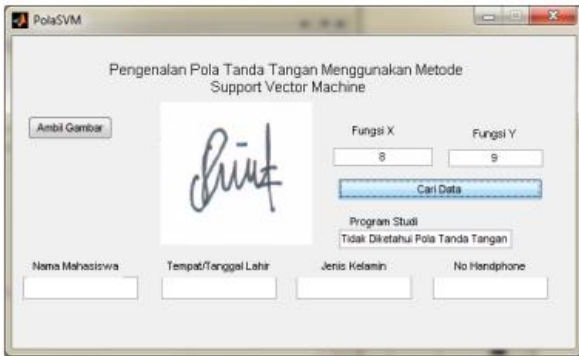 PolaSVM
Pengenalan Pola Tanda Tangan Menggunakan Metode
Support Vector Machine
Ambil Gambar
Fungsi X
Fungsi Y
8
9
Cari Data
Program Studi
Tidak Diketahui Pola Tanda Tangan
Nama Mahasiswa
Tempat/Tanggal Lahir
Jenis Kelamin
No Handphone